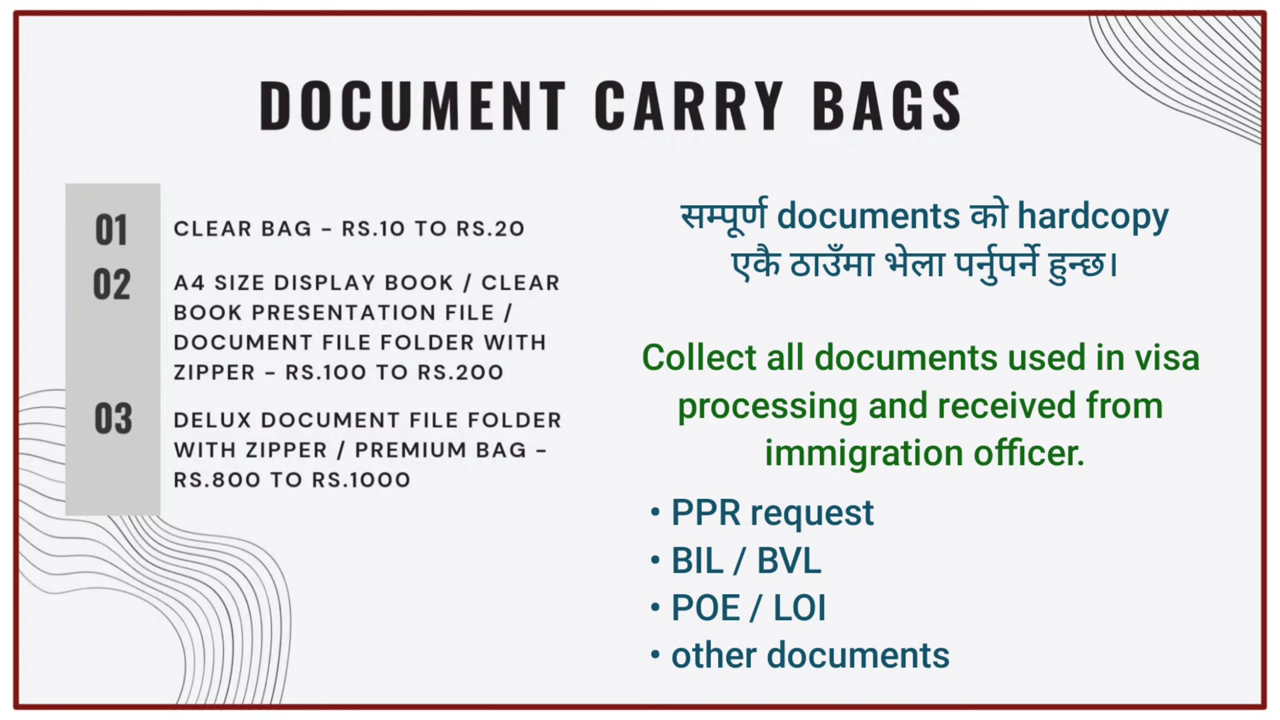 DOCUMENT CARRY BAGS
01
CLEAR BAG - RS.10 TO RS.20
02
A4 SIZE DISPLAY BOOK / CLEAR
BOOK PRESENTATION FILE /
DOCUMENT FILE FOLDER WITH
ZIPPER - RS.100 TO RS.200
03
DELUX DOCUMENT FILE FOLDER
WITH ZIPPER / PREMIUM BAG -
RS.800 TO RS.1000
सम्पूर्ण documents को hardcopy
एकै ठाउँमा भेला पर्नुपर्ने हुन्छ।
Collect all documents used in visa
processing and received from
immigration officer.
• PPR request
• BIL / BVL
• POE / LOI
• other documents